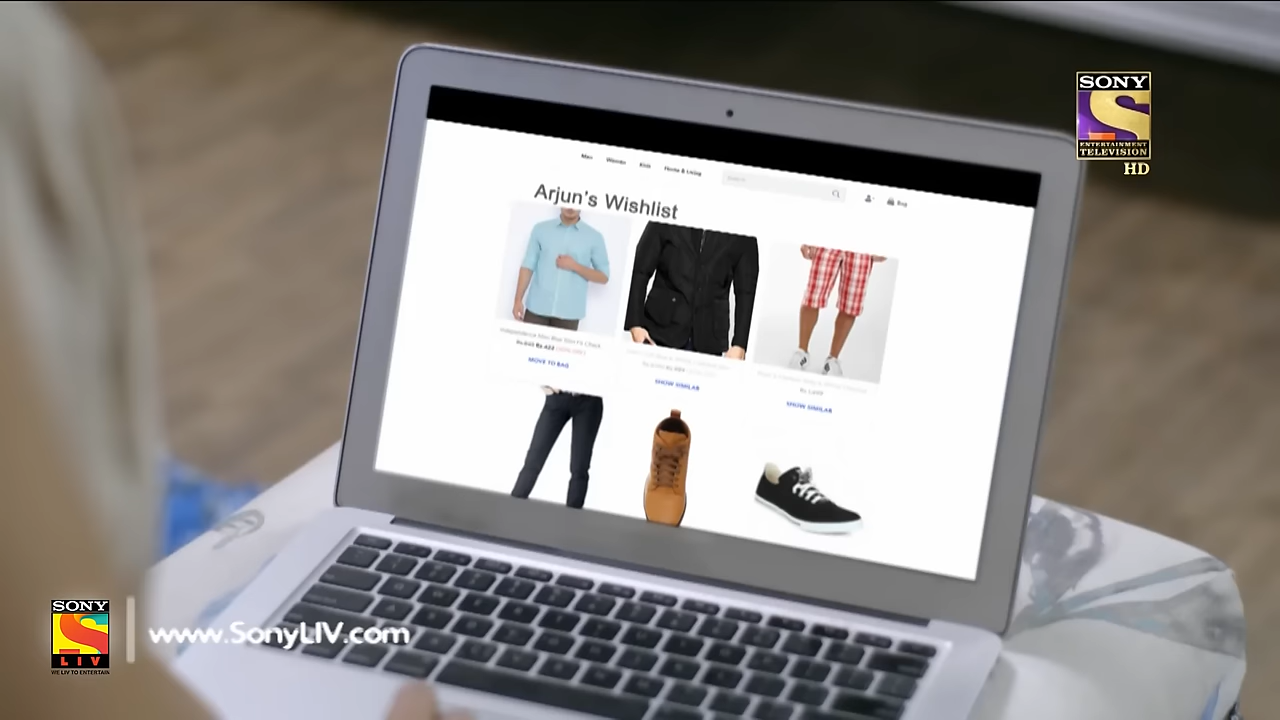 SONY
ENTERTAINMENT
TELEVISION
HD
Men Women Kids Home & Living
Bag
Arjun's Wishlist
MOVE TO BAG
SHOW SIMILAR
SHOW SIMILAR
SONY
LIV
WE LIV TO ENTERTAIN
www.SonyLIV.com